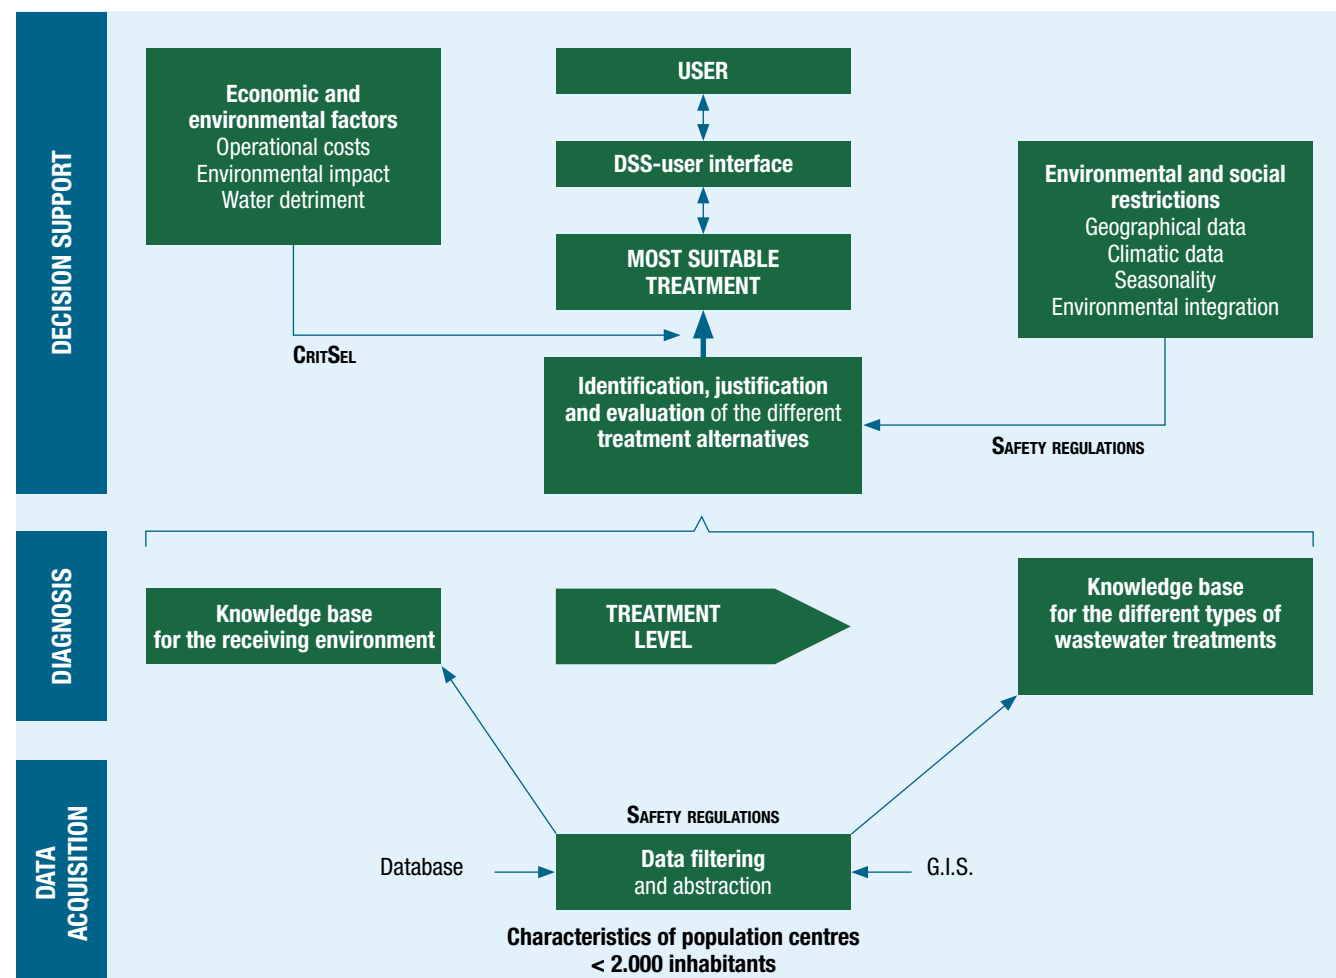 DECISION SUPPORT
Economic and
environmental factors
Operational costs
Environmental impact
Water detriment
USER
DSS-user interface
MOST SUITABLE
TREATMENT
Environmental and social
restrictions
Geographical data
Climatic data
Seasonality
Environmental integration
CRITSEL
Identification, justification
and evaluation of the different
treatment alternatives
SAFETY REGULATIONS
DIAGNOSIS
Knowledge base
for the receiving environment
TREATMENT
LEVEL
Knowledge base
for the different types of
wastewater treatments
DATA
ACQUISITION
SAFETY REGULATIONS
Database
Data filtering
and abstraction
G.I.S.
Characteristics of population centres
< 2.000 inhabitants